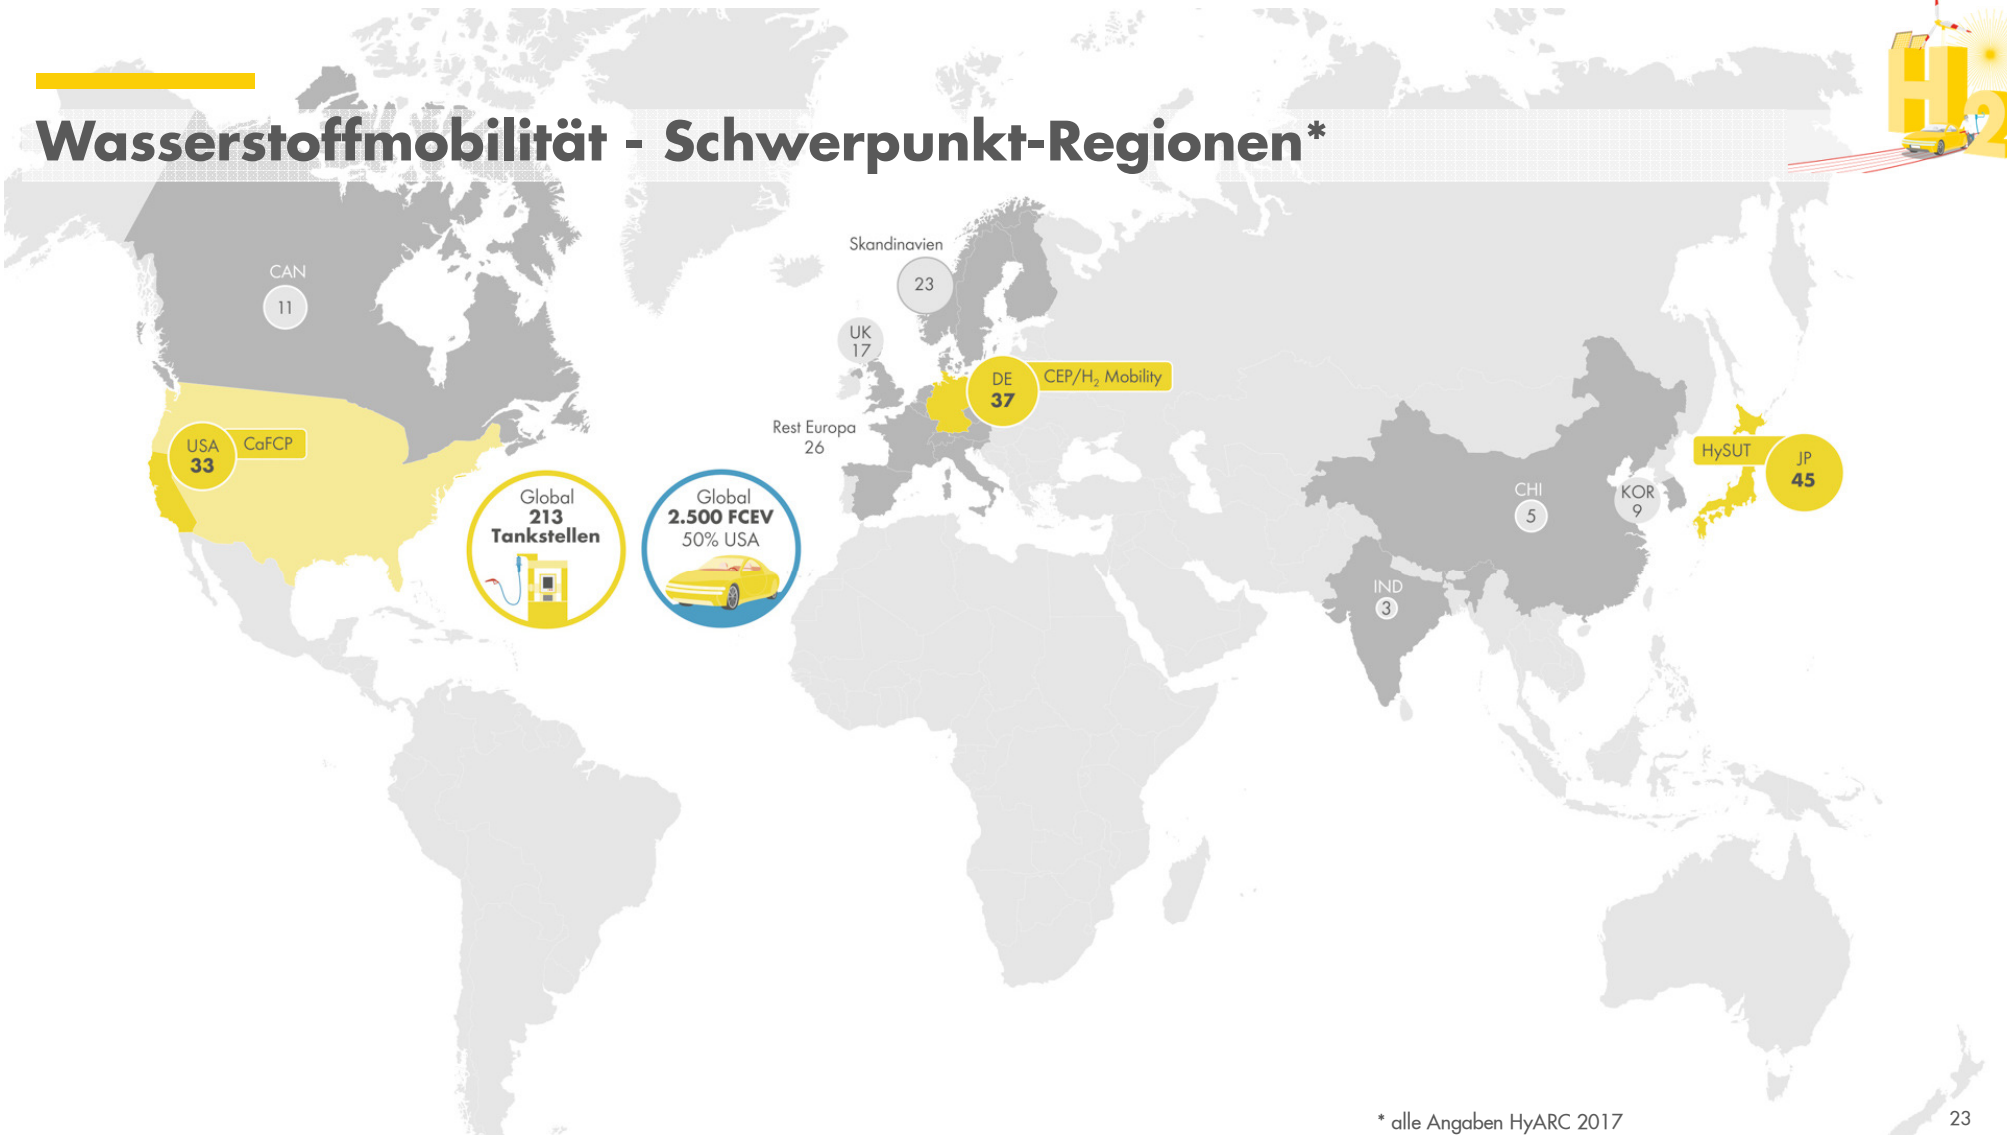 Wasserstoffmobilität - Schwerpunkt-Regionen*
H2
CAN
11
Skandinavien
23
UK
17
DE
37
CEP/H₂ Mobility
Rest Europa
26
USA
33
CaFCP
Global
213
Tankstellen
Global
2.500 FCEV
50% USA
CHI
5
KOR
9
HySUT
JP
45
IND
3
* alle Angaben HyARC 2017
23